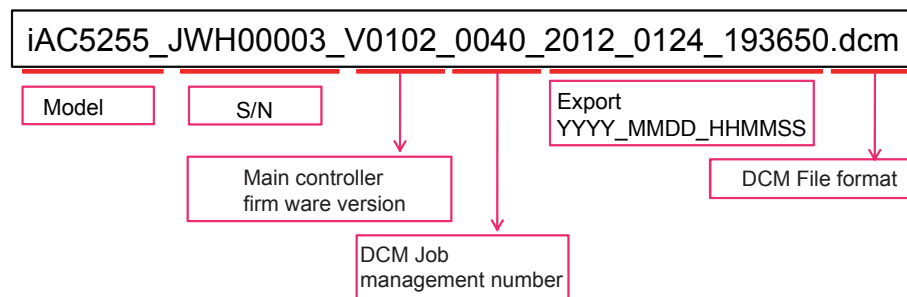 iAC5255_JWH00003_V0102_0040_2012_0124_193650.dcm
Model
S/N
Export
YYYY_MMDD_HHMMSS
Main controller
firm ware version
DCM File format
DCM Job
management number